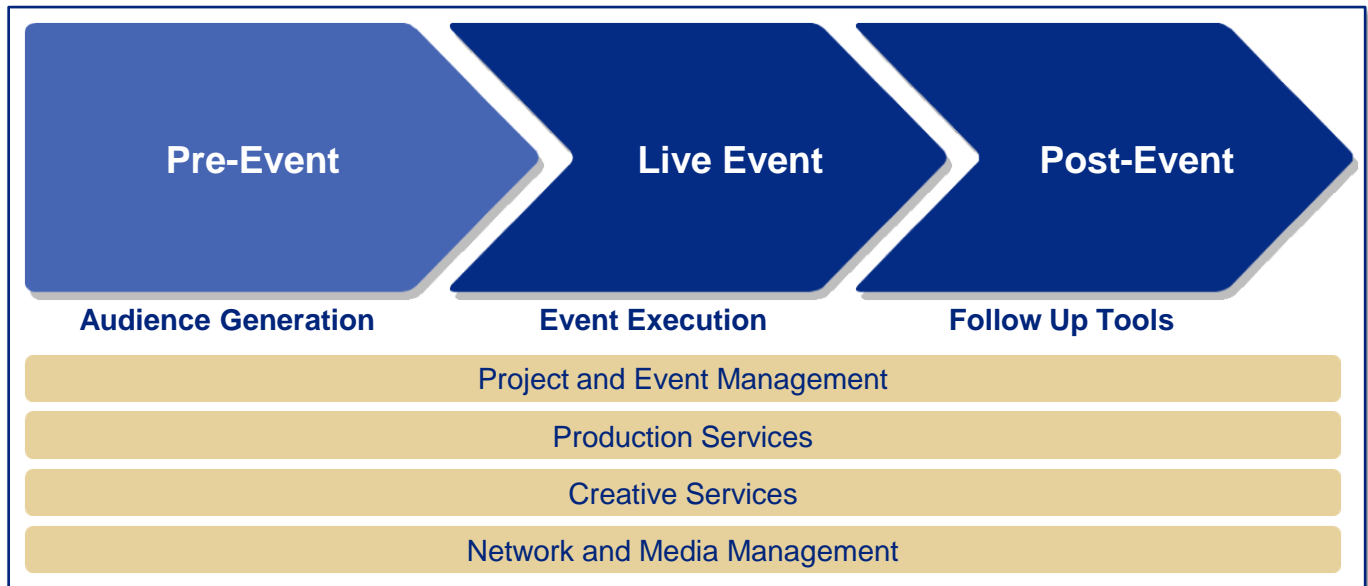 Pre-Event
Live Event
Post-Event
Audience Generation
Event Execution
Follow Up Tools
Project and Event Management
Production Services
Creative Services
Network and Media Management